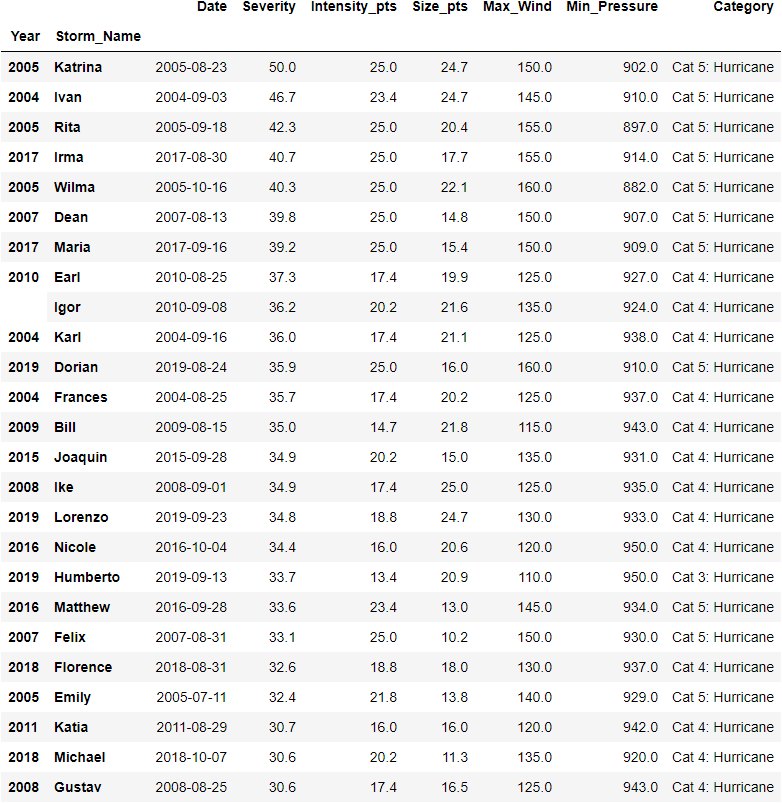 Date Severity Intensity_pts Size_pts Max_Wind Min_Pressure Category
Year Storm_Name
2005 Katrina 2005-08-23 50.0 25.0 24.7 150.0 902.0 Cat 5: Hurricane
2004 Ivan 2004-09-03 46.7 23.4 24.7 145.0 910.0 Cat 5: Hurricane
2005 Rita 2005-09-18 42.3 25.0 20.4 155.0 897.0 Cat 5: Hurricane
2017 Irma 2017-08-30 40.7 25.0 17.7 155.0 914.0 Cat 5: Hurricane
2005 Wilma 2005-10-16 40.3 25.0 22.1 160.0 882.0 Cat 5: Hurricane
2007 Dean 2007-08-13 39.8 25.0 14.8 150.0 907.0 Cat 5: Hurricane
2017 Maria 2017-09-16 39.2 25.0 15.4 150.0 909.0 Cat 5: Hurricane
2010 Earl 2010-08-25 37.3 17.4 19.9 125.0 927.0 Cat 4: Hurricane
Igor 2010-09-08 36.2 20.2 21.6 135.0 924.0 Cat 4: Hurricane
2004 Karl 2004-09-16 36.0 17.4 21.1 125.0 938.0 Cat 4: Hurricane
2019 Dorian 2019-08-24 35.9 25.0 16.0 160.0 910.0 Cat 5: Hurricane
2004 Frances 2004-08-25 35.7 17.4 20.2 125.0 937.0 Cat 4: Hurricane
2009 Bill 2009-08-15 35.0 14.7 21.8 115.0 943.0 Cat 4: Hurricane
2015 Joaquin 2015-09-28 34.9 20.2 15.0 135.0 931.0 Cat 4: Hurricane
2008 Ike 2008-09-01 34.9 17.4 25.0 125.0 935.0 Cat 4: Hurricane
2019 Lorenzo 2019-09-23 34.8 18.8 24.7 130.0 933.0 Cat 4: Hurricane
2016 Nicole 2016-10-04 34.4 16.0 20.6 120.0 950.0 Cat 4: Hurricane
2019 Humberto 2019-09-13 33.7 13.4 20.9 110.0 950.0 Cat 3: Hurricane
2016 Matthew 2016-09-28 33.6 23.4 13.0 145.0 934.0 Cat 5: Hurricane
2007 Felix 2007-08-31 33.1 25.0 10.2 150.0 930.0 Cat 5: Hurricane
2018 Florence 2018-08-31 32.6 18.8 18.0 130.0 937.0 Cat 4: Hurricane
2005 Emily 2005-07-11 32.4 21.8 13.8 140.0 929.0 Cat 5: Hurricane
2011 Katia 2011-08-29 30.7 16.0 16.0 120.0 942.0 Cat 4: Hurricane
2018 Michael 2018-10-07 30.6 20.2 11.3 135.0 920.0 Cat 4: Hurricane
2008 Gustav 2008-08-25 30.6 17.4 16.5 125.0 943.0 Cat 4: Hurricane